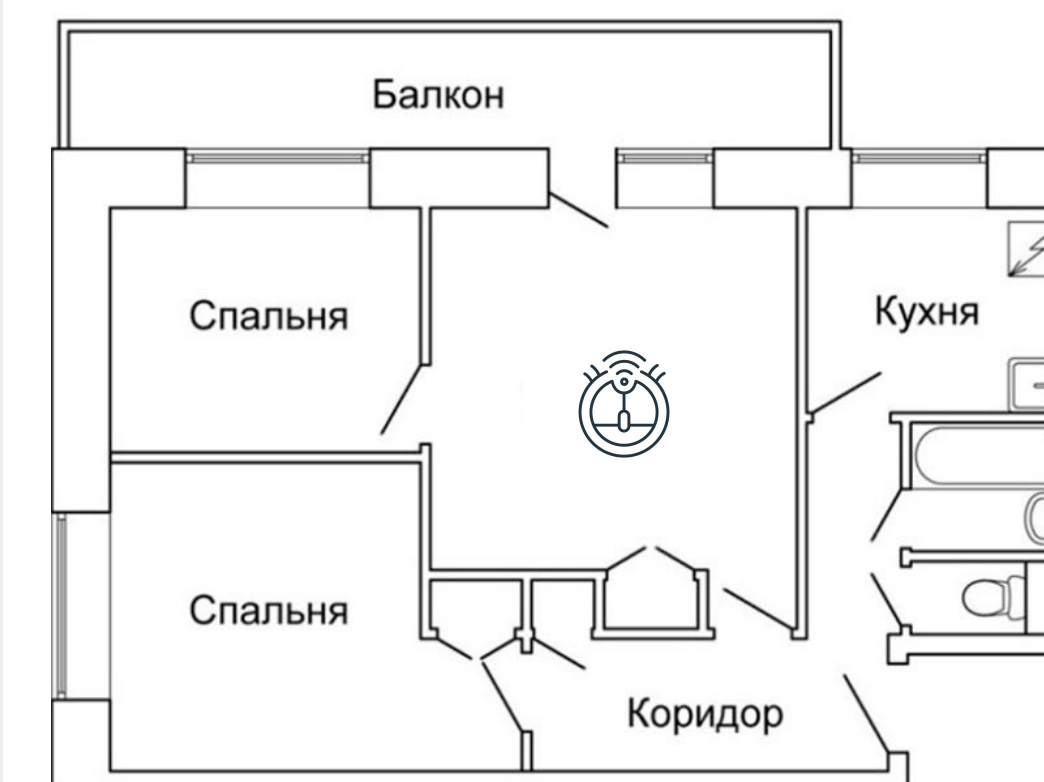 Балкон
Спальня
Кухня
Спальня
Коридор